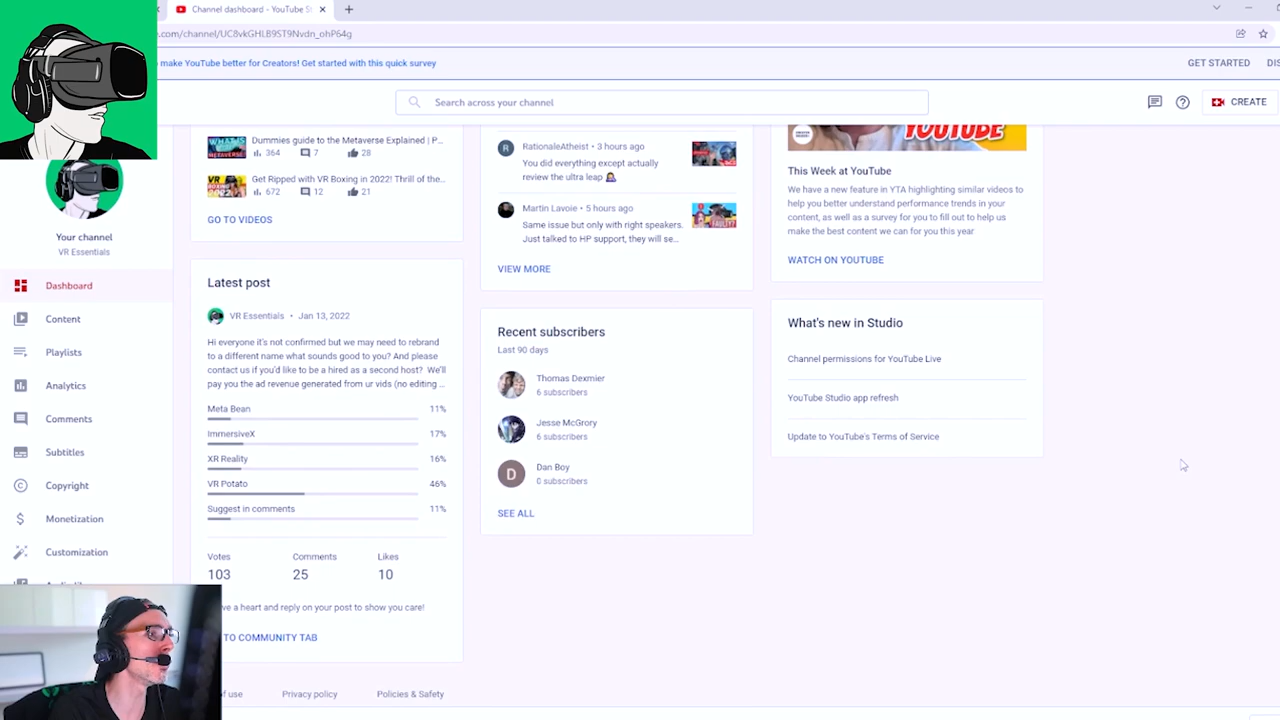 Channel dashboard - YouTube St
.com/channel/UC8vkGHLB9ST9Nvdn_ohP64g
make YouTube better for Creators! Get started with this quick survey
GET STARTED
DIS
Search across your channel
CREATE
Your channel
VR Essentials
Dashboard
Content
Playlists
Analytics
Comments
Subtitles
Copyright
Monetization
Customization
WHAT IS
METAVERSE
Dummies guide to the Metaverse Explained | P...
364 7 28
VR
BOXING
2022
Get Ripped with VR Boxing in 2022! Thrill of the...
672 12 21
GO TO VIDEOS
Latest post
VR Essentials • Jan 13, 2022
Hi everyone it's not confirmed but we may need to rebrand
to a different name what sounds good to you? And please
contact us if you'd like to be a hired as a second host? We'll
pay you the ad revenue generated from ur vids (no editing ...
Meta Bean 11%
ImmersiveX 17%
XR Reality 16%
VR Potato 46%
Suggest in comments 11%
Votes Comments Likes
103 25 10
e a heart and reply on your post to show you care!
TO COMMUNITY TAB
of use
Privacy policy
Policies & Safety
R
RationaleAtheist • 3 hours ago
You did everything except actually
review the ultra leap 🤷‍♀️
Martin Lavoie • 5 hours ago
Same issue but only with right speakers.
Just talked to HP support, they will se...
FAULTY?
VIEW MORE
Recent subscribers
Last 90 days
Thomas Dexmier
6 subscribers
Jesse McGrory
6 subscribers
D
Dan Boy
0 subscribers
SEE ALL
YOUTUBE
This Week at YouTube
We have a new feature in YTA highlighting similar videos to
help you better understand performance trends in your
content, as well as a survey for you to fill out to help us
make the best content we can for you this year
WATCH ON YOUTUBE
What's new in Studio
Channel permissions for YouTube Live
YouTube Studio app refresh
Update to YouTube's Terms of Service